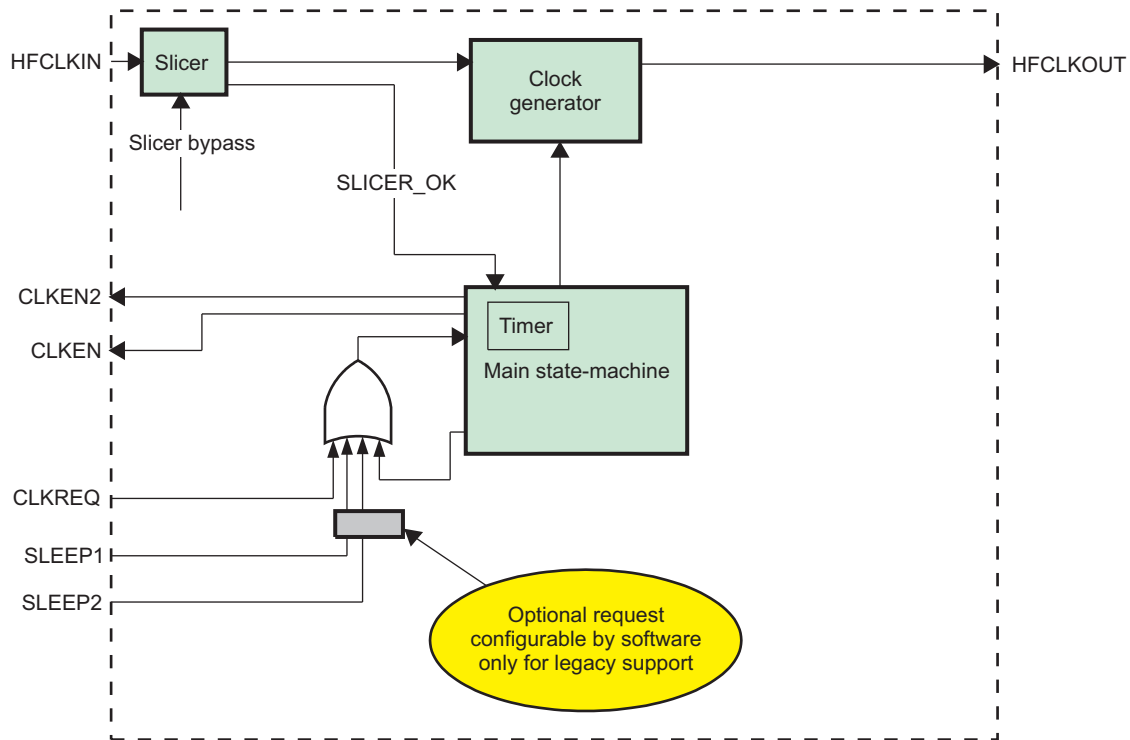 HFCLKIN
Slicer
Clock
generator
HFCLKOUT
Slicer bypass
SLICER_OK
CLKEN2
Timer
CLKEN
Main state-machine
CLKREQ
SLEEP1
SLEEP2
Optional request
configurable by software
only for legacy support